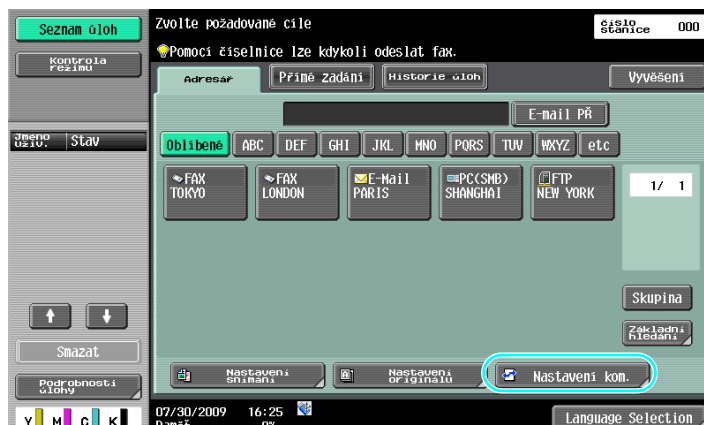 Seznam úloh
Kontrola
režimu
Jméno
uživ.
Stav
Smazat
Podrobnosti
úlohy
Y M C K
Zvolte požadované cíle
číslo
stanice 000
Pomocí číselnice lze kdykoli odeslat fax.
Adresář Přímé zadání Historie úloh Vyvěšení
E-mail PŘ
Oblíbené ABC DEF GHI JKL MNO PQRS TUV WXYZ etc
FAX
TOKYO
FAX
LONDON
E-Mail
PARIS
PC(SMB)
SHANGHAI
FTP
NEW YORK
1/ 1
Skupina
Základní
hledání
Nastavení
snímání
Nastavení
originálu
Nastavení kom.
07/30/2009 16:25
Paměť 0%
Language Selection